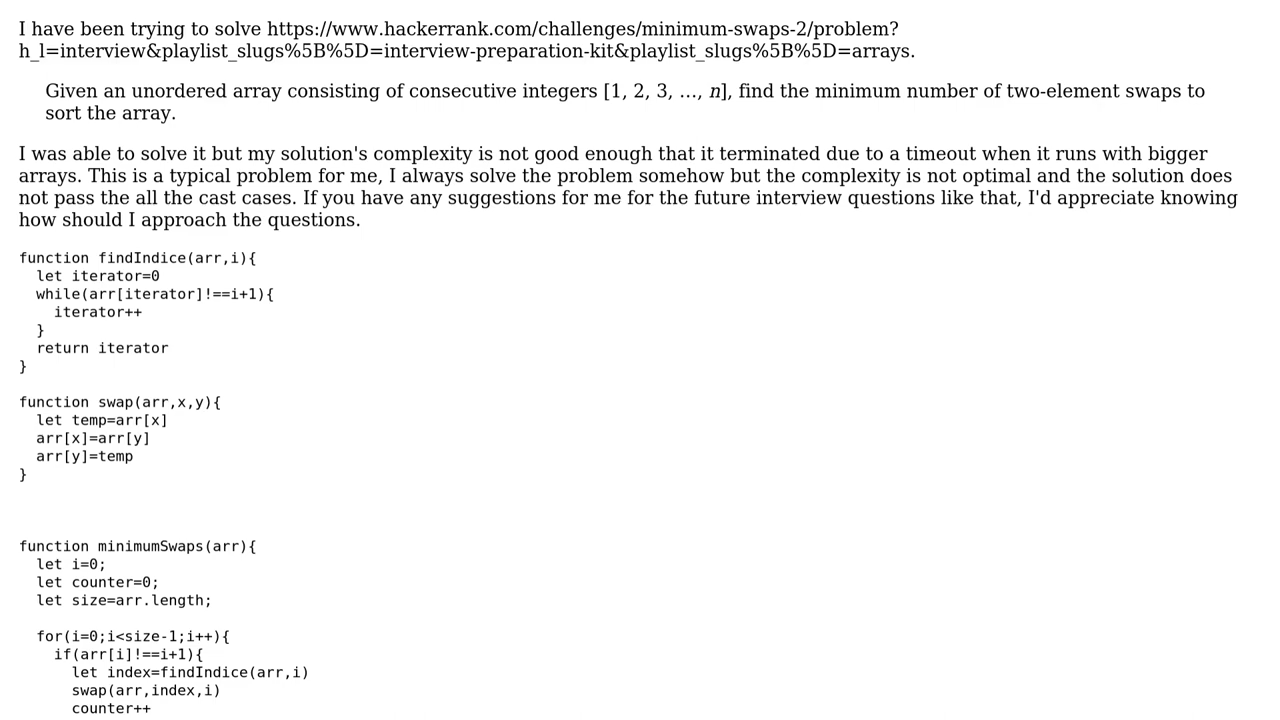 I have been trying to solve https://www.hackerrank.com/challenges/minimum-swaps-2/problem?
h_l=interview&playlist_slugs%5B%5D=interview-preparation-kit&playlist_slugs%5B%5D=arrays.
Given an unordered array consisting of consecutive integers [1, 2, 3, …, n], find the minimum number of two-element swaps to
sort the array.
I was able to solve it but my solution's complexity is not good enough that it terminated due to a timeout when it runs with bigger
arrays. This is a typical problem for me, I always solve the problem somehow but the complexity is not optimal and the solution does
not pass the all the cast cases. If you have any suggestions for me for the future interview questions like that, I'd appreciate knowing
how should I approach the questions.
function findIndice(arr,i){
  let iterator=0
  while(arr[iterator]!==i+1){
    iterator++
  }
  return iterator
}
function swap(arr,x,y){
  let temp=arr[x]
  arr[x]=arr[y]
  arr[y]=temp
}
function minimumSwaps(arr){
  let i=0;
  let counter=0;
  let size=arr.length;
  for(i=0;i<size-1;i++){
    if(arr[i]!==i+1){
      let index=findIndice(arr,i)
      swap(arr,index,i)
      counter++